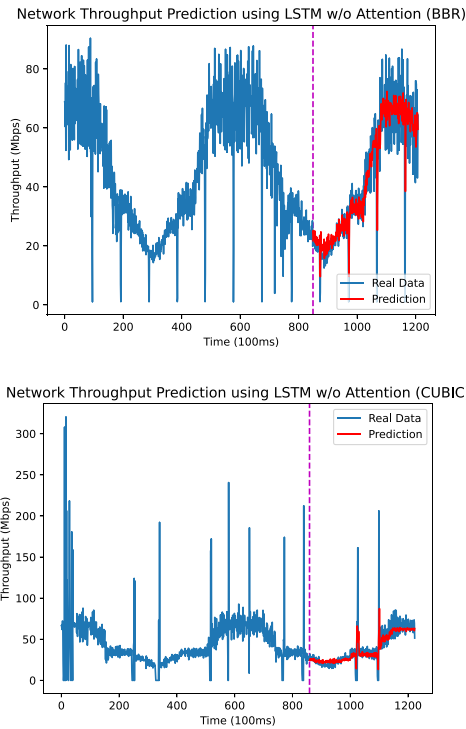 Network Throughput Prediction using LSTM w/o Attention (BBR)
Throughput (Mbps)
80
60
40
20
0
0 200 400 600 800 1000 1200
Time (100ms)
Real Data
Prediction
Network Throughput Prediction using LSTM w/o Attention (CUBIC
Throughput (Mbps)
300
250
200
150
100
50
0
0 200 400 600 800 1000 1200
Time (100ms)
Real Data
Prediction